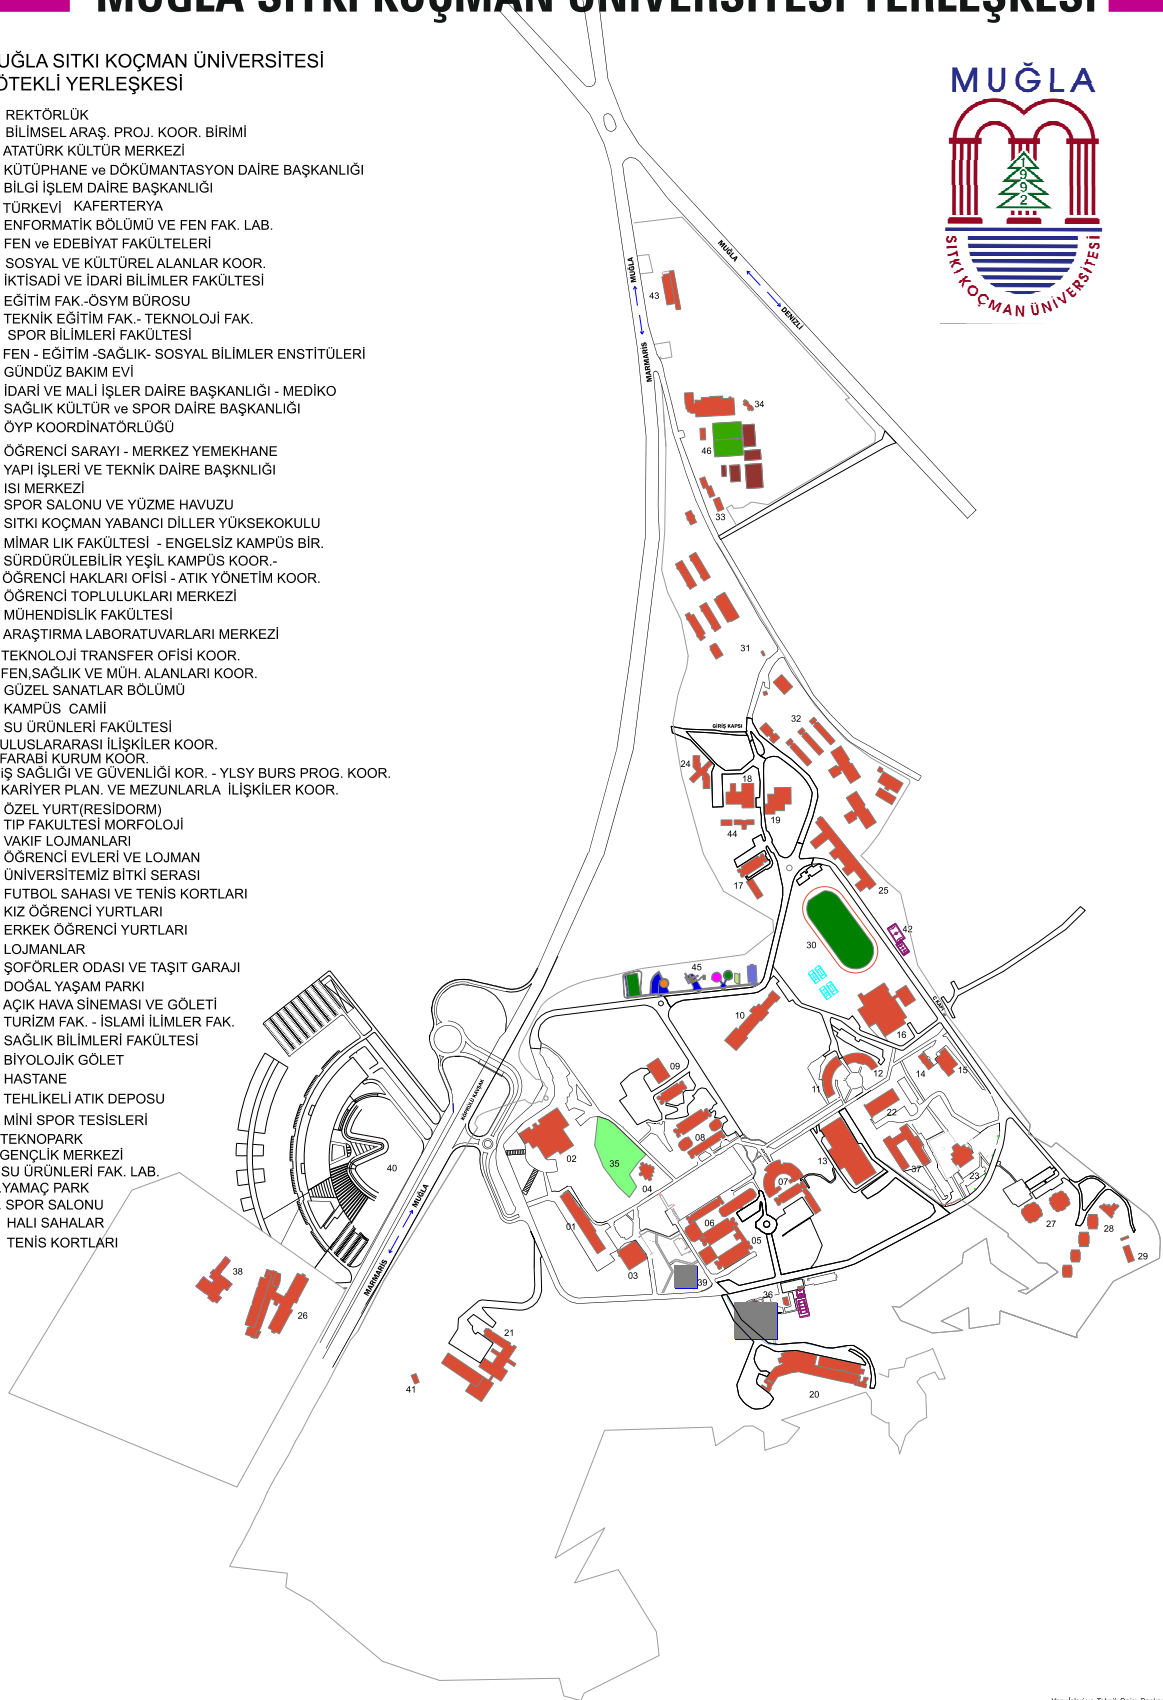 MUĞLA SITKI KOÇMAN ÜNİVERSİTESİ YERLEŞKESİ
UĞLA SITKI KOÇMAN ÜNİVERSİTESİ
ÖTEKLİ YERLEŞKESİ
REKTÖRLÜK
BİLİMSEL ARAŞ. PROJ. KOOR. BİRİMİ
ATATÜRK KÜLTÜR MERKEZİ
KÜTÜPHANE ve DÖKÜMANTASYON DAİRE BAŞKANLIĞI
BİLGİ İŞLEM DAİRE BAŞKANLIĞI
TÜRKEVİ KAFERTERYA
ENFORMATİK BÖLÜMÜ VE FEN FAK. LAB.
FEN ve EDEBİYAT FAKÜLTELERİ
SOSYAL VE KÜLTÜREL ALANLAR KOOR.
İKTİSADİ VE İDARİ BİLİMLER FAKÜLTESİ
EĞİTİM FAK.-ÖSYM BÜROSU
TEKNİK EĞİTİM FAK.- TEKNOLOJİ FAK.
SPOR BİLİMLERİ FAKÜLTESİ
FEN - EĞİTİM -SAĞLIK- SOSYAL BİLİMLER ENSTİTÜLERİ
GÜNDÜZ BAKIM EVİ
İDARİ VE MALİ İŞLER DAİRE BAŞKANLIĞI - MEDİKO
SAĞLIK KÜLTÜR ve SPOR DAİRE BAŞKANLIĞI
ÖYP KOORDİNATÖRLÜĞÜ
ÖĞRENCİ SARAYI - MERKEZ YEMEKHANE
YAPI İŞLERİ VE TEKNİK DAİRE BAŞKNLIĞI
ISI MERKEZİ
SPOR SALONU VE YÜZME HAVUZU
SITKI KOÇMAN YABANCI DİLLER YÜKSEKOKULU
MİMAR LIK FAKÜLTESİ - ENGELSİZ KAMPÜS BİR.
SÜRDÜRÜLEBİLİR YEŞİL KAMPÜS KOOR.-
ÖĞRENCİ HAKLARI OFİSİ - ATIK YÖNETİM KOOR.
ÖĞRENCİ TOPLULUKLARI MERKEZİ
MÜHENDİSLİK FAKÜLTESİ
ARAŞTIRMA LABORATUVARLARI MERKEZİ
TEKNOLOJİ TRANSFER OFİSİ KOOR.
FEN,SAĞLIK VE MÜH. ALANLARI KOOR.
GÜZEL SANATLAR BÖLÜMÜ
KAMPÜS CAMİİ
SU ÜRÜNLERİ FAKÜLTESİ
ULUSLARARASI İLİŞKİLER KOOR.
FARABİ KURUM KOOR.
İŞ SAĞLIĞI VE GÜVENLİĞİ KOR. - YLSY BURS PROG. KOOR.
KARİYER PLAN. VE MEZUNLARLA İLİŞKİLER KOOR.
ÖZEL YURT(RESİDORM)
TIP FAKULTESİ MORFOLOJİ
VAKIF LOJMANLARI
ÖĞRENCİ EVLERİ VE LOJMAN
ÜNİVERSİTEMİZ BİTKİ SERASI
FUTBOL SAHASI VE TENİS KORTLARI
KIZ ÖĞRENCİ YURTLARI
ERKEK ÖĞRENCİ YURTLARI
LOJMANLAR
ŞOFÖRLER ODASI VE TAŞIT GARAJI
DOĞAL YAŞAM PARKI
AÇIK HAVA SİNEMASI VE GÖLETİ
TURİZM FAK. - İSLAMİ İLİMLER FAK.
SAĞLIK BİLİMLERİ FAKÜLTESİ
BİYOLOJİK GÖLET
HASTANE
TEHLİKELİ ATIK DEPOSU
MİNİ SPOR TESİSLERİ
TEKNOPARK
GENÇLİK MERKEZİ
SU ÜRÜNLERİ FAK. LAB.
YAMAÇ PARK
SPOR SALONU
HALI SAHALAR
TENİS KORTLARI
MUĞLA
1992
SITKI KOÇMAN ÜNİVERSİTESİ
MUĞLA
DENİZLİ
MUĞLA
MARMARİS
43
34
46
33
31
32
GİRİŞ KAPISI
24
18
19
44
17
25
42
30
45
10
16
09
11
12
14
15
KÖPRÜLÜ KAVŞAK
08
22
02
35
04
13
37
23
40
07
MUĞLA
MARMARİS
01
06
05
27
28
29
03
39
36
38
26
21
41
20